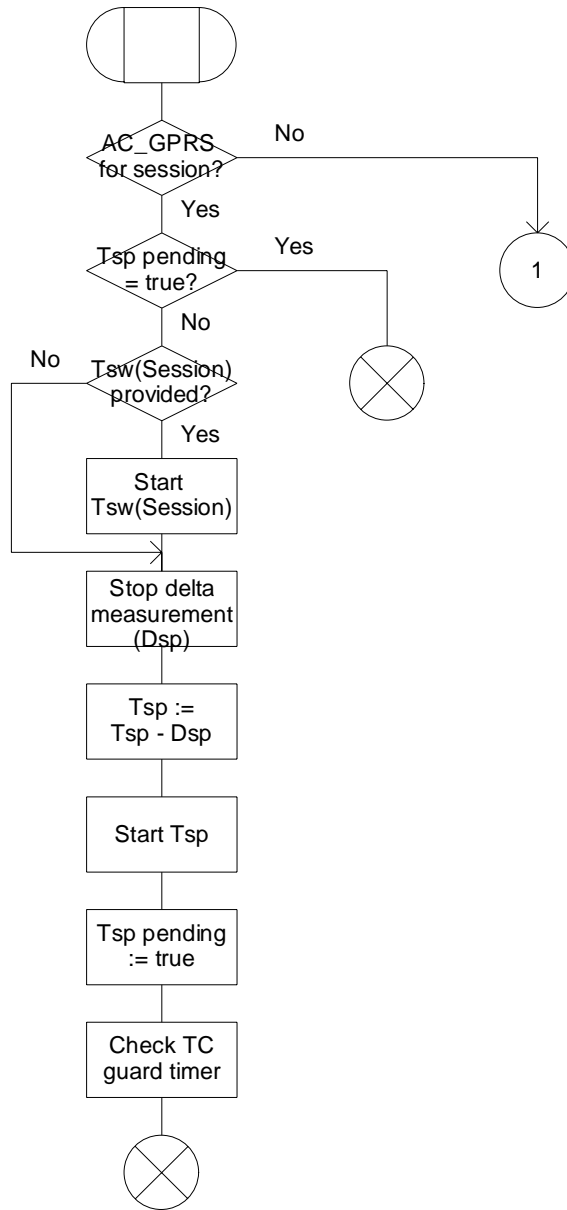 AC_GPRS
for session?
No
Yes
1
Tsp pending
= true?
Yes
No
No
Tsw(Session)
provided?
Yes
Start
Tsw(Session)
Stop delta
measurement
(Dsp)
Tsp :=
Tsp - Dsp
Start Tsp
Tsp pending
:= true
Check TC
guard timer